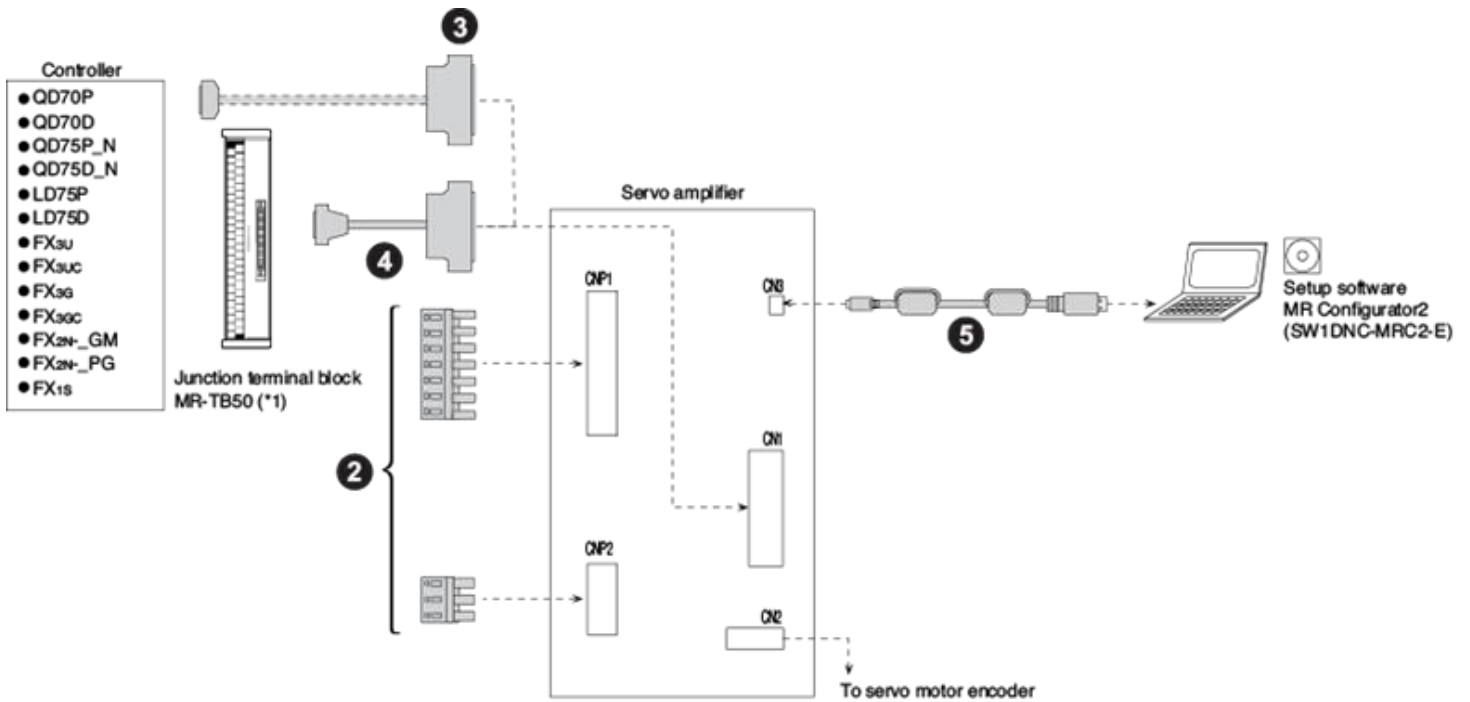 3
Controller
QD70P
QD70D
QD75P_N
QD75D_N
LD75P
LD75D
FX3U
FX3UC
FX3G
FX3GC
FX2N-_GM
FX2N-_PG
FX1S
Junction terminal block
MR-TB50 (*1)
4
2
Servo amplifier
CNP1
CN3
CN1
CNP2
CN2
To servo motor encoder
5
Setup software
MR Configurator2
(SW1DNC-MRC2-E)